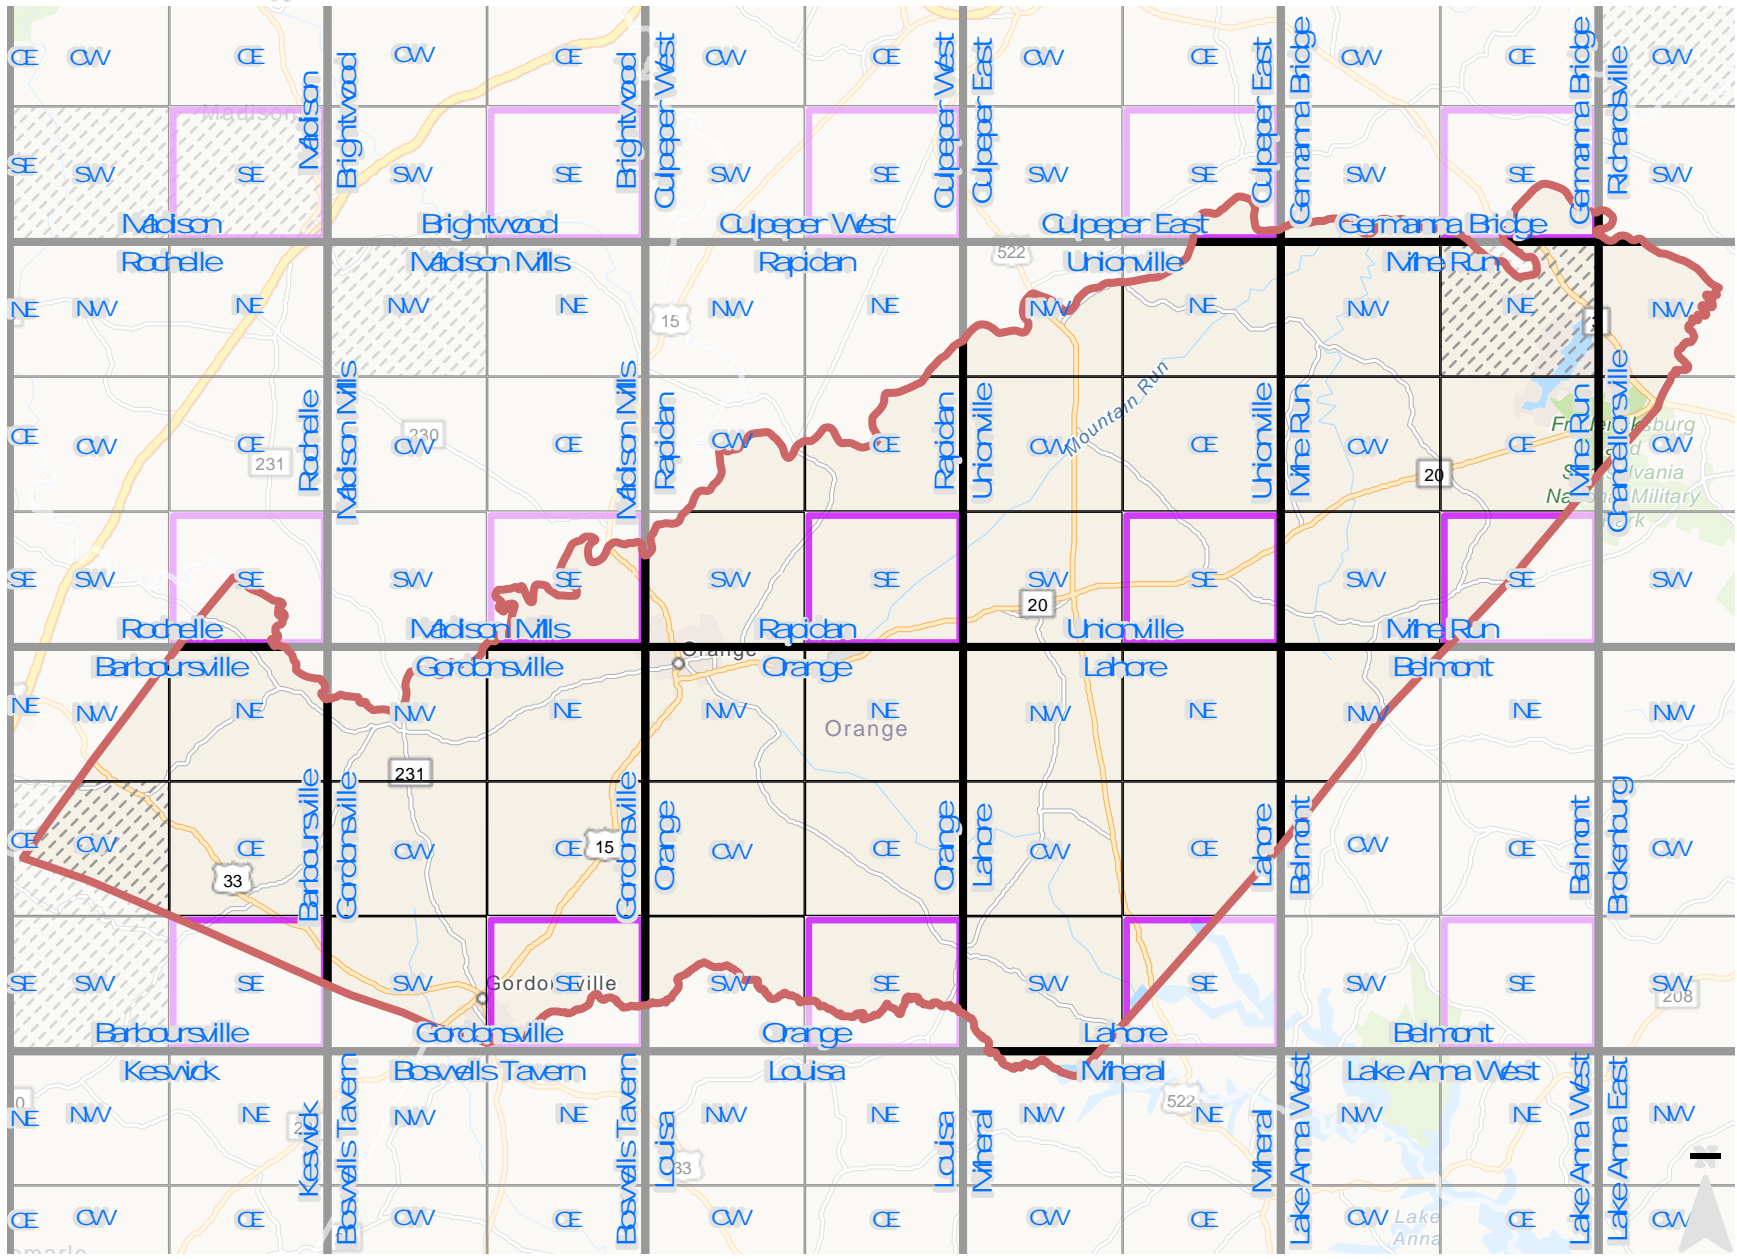 CE CW CE CW CE CW CE CW CE CW CE CW
Madison
Brightwood
Brightwood
Culpeper West
Culpeper West
Culpeper East
Culpeper East
Germanna Bridge
Germanna Bridge
Richardsville
Madison
SE SW SE SW SE SW SE SW SE SW SE SW
Madison Brightwood Culpeper West Culpeper East Germanna Bridge
Rochelle Madison Mills Rapidan Unionville Mine Run
522
NE NW NE NW NE NW NE NW NE NW NE NW
15
Rochelle
Madison Mills
Madison Mills
Rapidan
Rapidan
Unionville
Unionville
Mine Run
Mine Run
Chancellorsville
Mountain Run
CE CW CE CW CE CW CE CW CE CW CE CW
230
231
20
National Military
SE SW SE SW SE SW SE SW SE SW SE SW
20
Rochelle Madison Mills Rapidan Unionville Mine Run
Orange
Barboursville Gordonsville Orange Lahore Belmont
NE NW NE NW NE NW NE NW NE NW NE NW
Orange
231
Barboursville
Gordonsville
Gordonsville
Orange
Orange
Lahore
Lahore
Belmont
Belmont
Brokenburg
CE CW CE CW CE CW CE CW CE CW CE CW
15
33
SE SW SE SW SE SW SE SW SE SW SE SW
Gordonsville
208
Barboursville Gordonsville Orange Lahore Belmont
Keswick Boswells Tavern Louisa Mineral Lake Anna West
522
NE NW NE NW NE NW NE NW NE NW NE NW
Keswick
Boswells Tavern
Boswells Tavern
Louisa
Louisa
Mineral
Mineral
Lake Anna West
Lake Anna West
Lake Anna East
33
CE CW CE CW CE CW CE CW CE CW CE CW
Lake
Anna